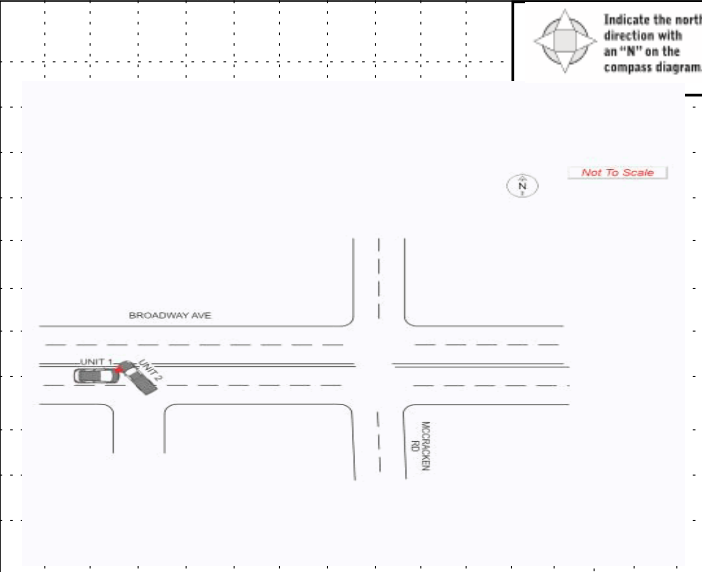 Indicate the north
direction with
an "N" on the
compass diagram.
Not To Scale
N
BROADWAY AVE
UNIT 1
UNIT 2
MCCRACKEN
RD